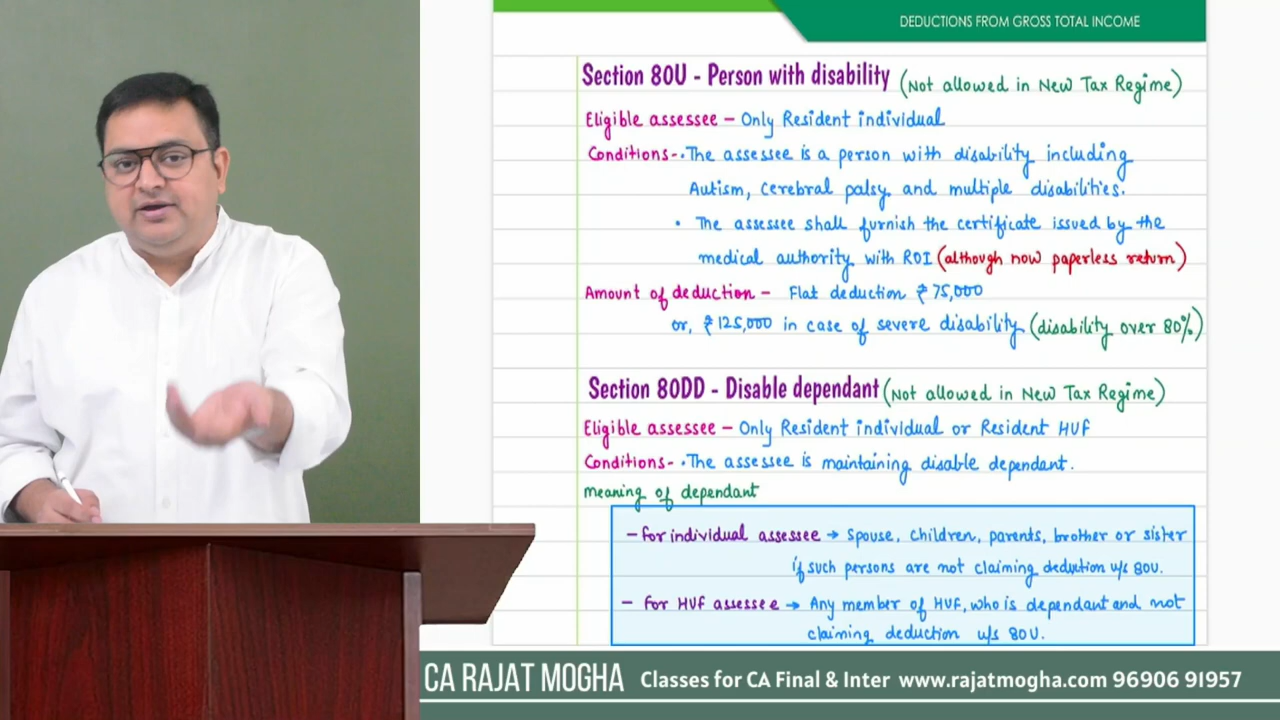 DEDUCTIONS FROM GROSS TOTAL INCOME
Section 80U - Person with disability (Not allowed in New Tax Regime)
Eligible assessee - Only Resident individual
Conditions- • The assessee is a person with disability including
Autism, Cerebral palsy and multiple disabilities.
• The assessee shall furnish the certificate issued by the
medical authority with ROI (although now paperless return)
Amount of deduction - Flat deduction ₹ 75,000
or, ₹ 125,000 in case of severe disability (disability over 80%)
Section 80DD - Disable dependant (Not allowed in New Tax Regime)
Eligible assessee - Only Resident individual or Resident HUF
Conditions- • The assessee is maintaining disable dependant.
meaning of dependant
- For individual assessee → Spouse, Children, parents, brother or sister
if such persons are not claiming deduction u/s 80U.
- For HUF assessee → Any member of HUF, who is dependant and not
claiming deduction u/s 80U.
CA RAJAT MOGHA Classes for CA Final & Inter www.rajatmogha.com 96906 91957